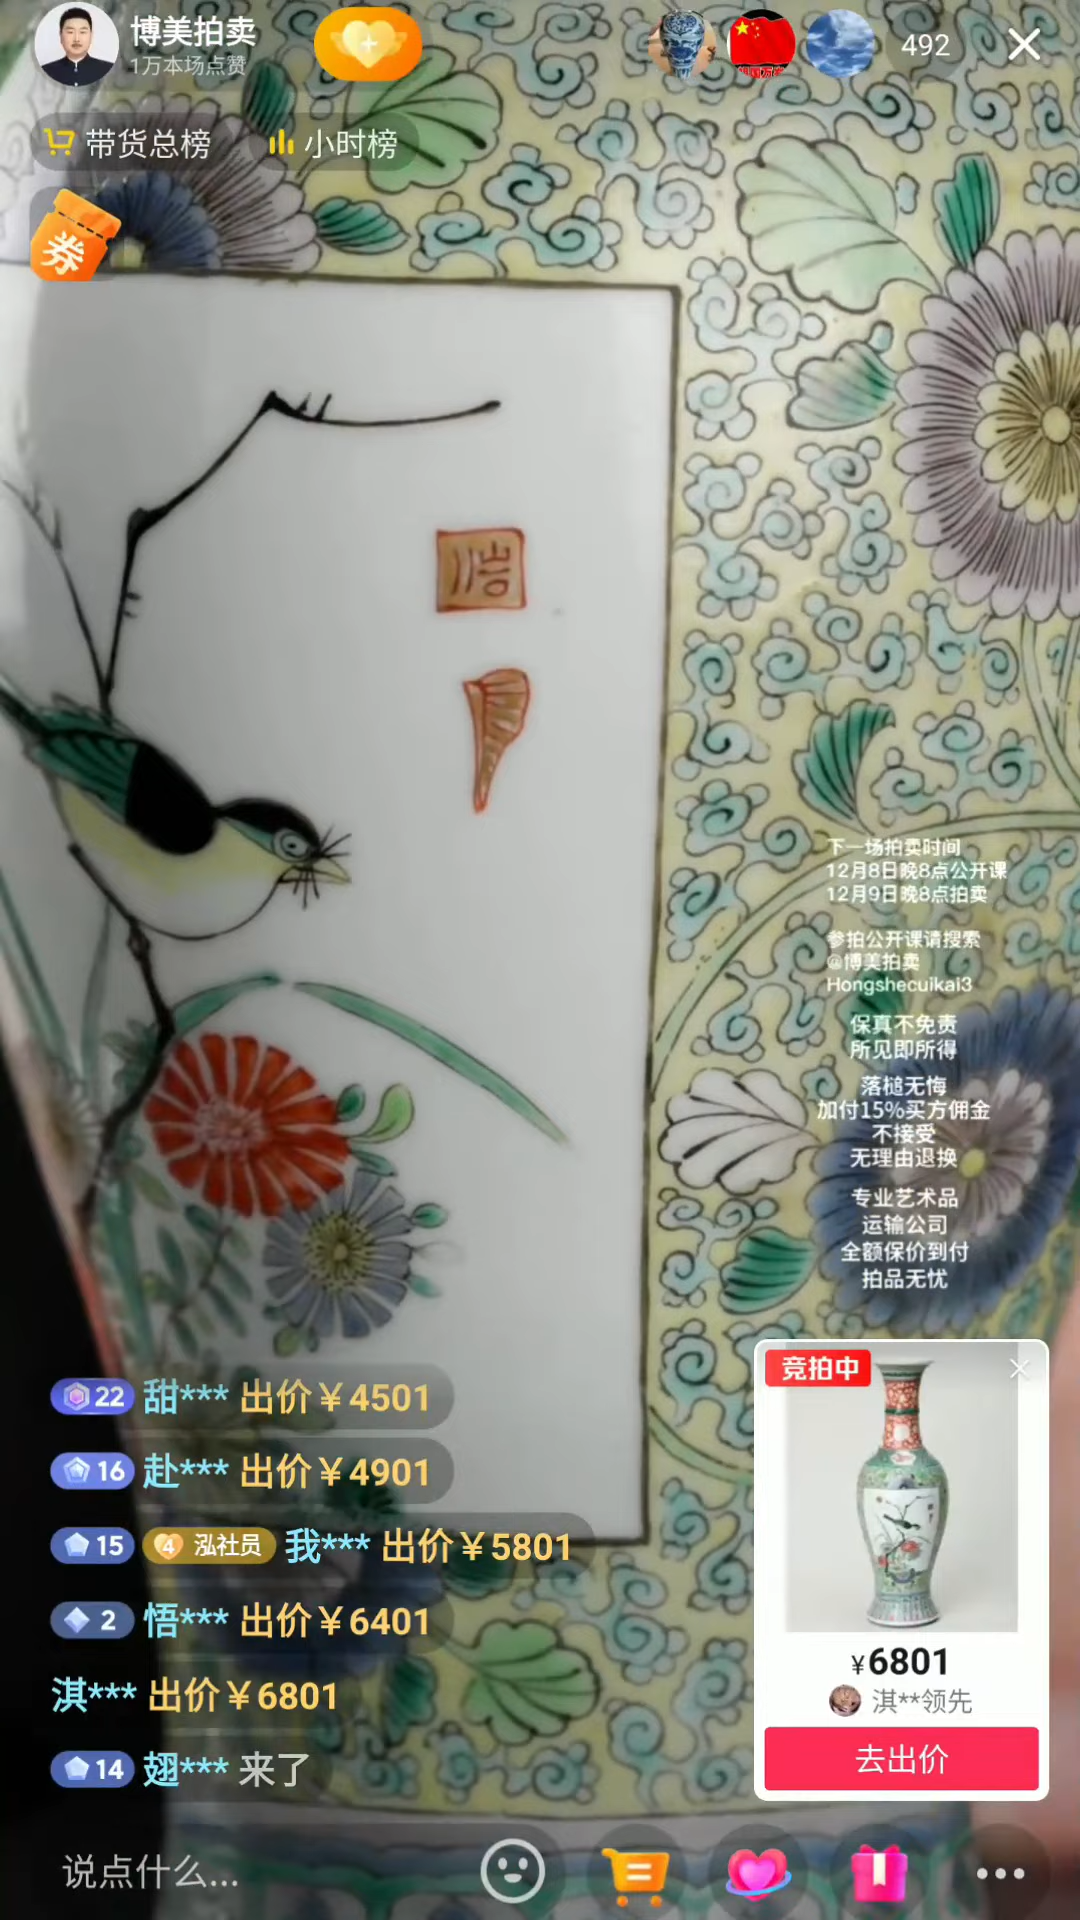 博美拍卖
1万本场点赞
492
带货总榜
小时榜
券
下一场拍卖时间
12月8日晚8点公开课
12月9日晚8点拍卖
参拍公开课请搜索
@博美拍卖
Hongshecuikai3
保真不免责
所见即所得
落槌无悔
加付15%买方佣金
不接受
无理由退换
专业艺术品
运输公司
全额保价到付
拍品无忧
22 甜*** 出价￥4501
16 赴*** 出价￥4901
15 4 泓社员 我*** 出价￥5801
2 悟*** 出价￥6401
淇*** 出价￥6801
14 翅*** 来了
竞拍中
¥6801
淇**领先
去出价
说点什么...